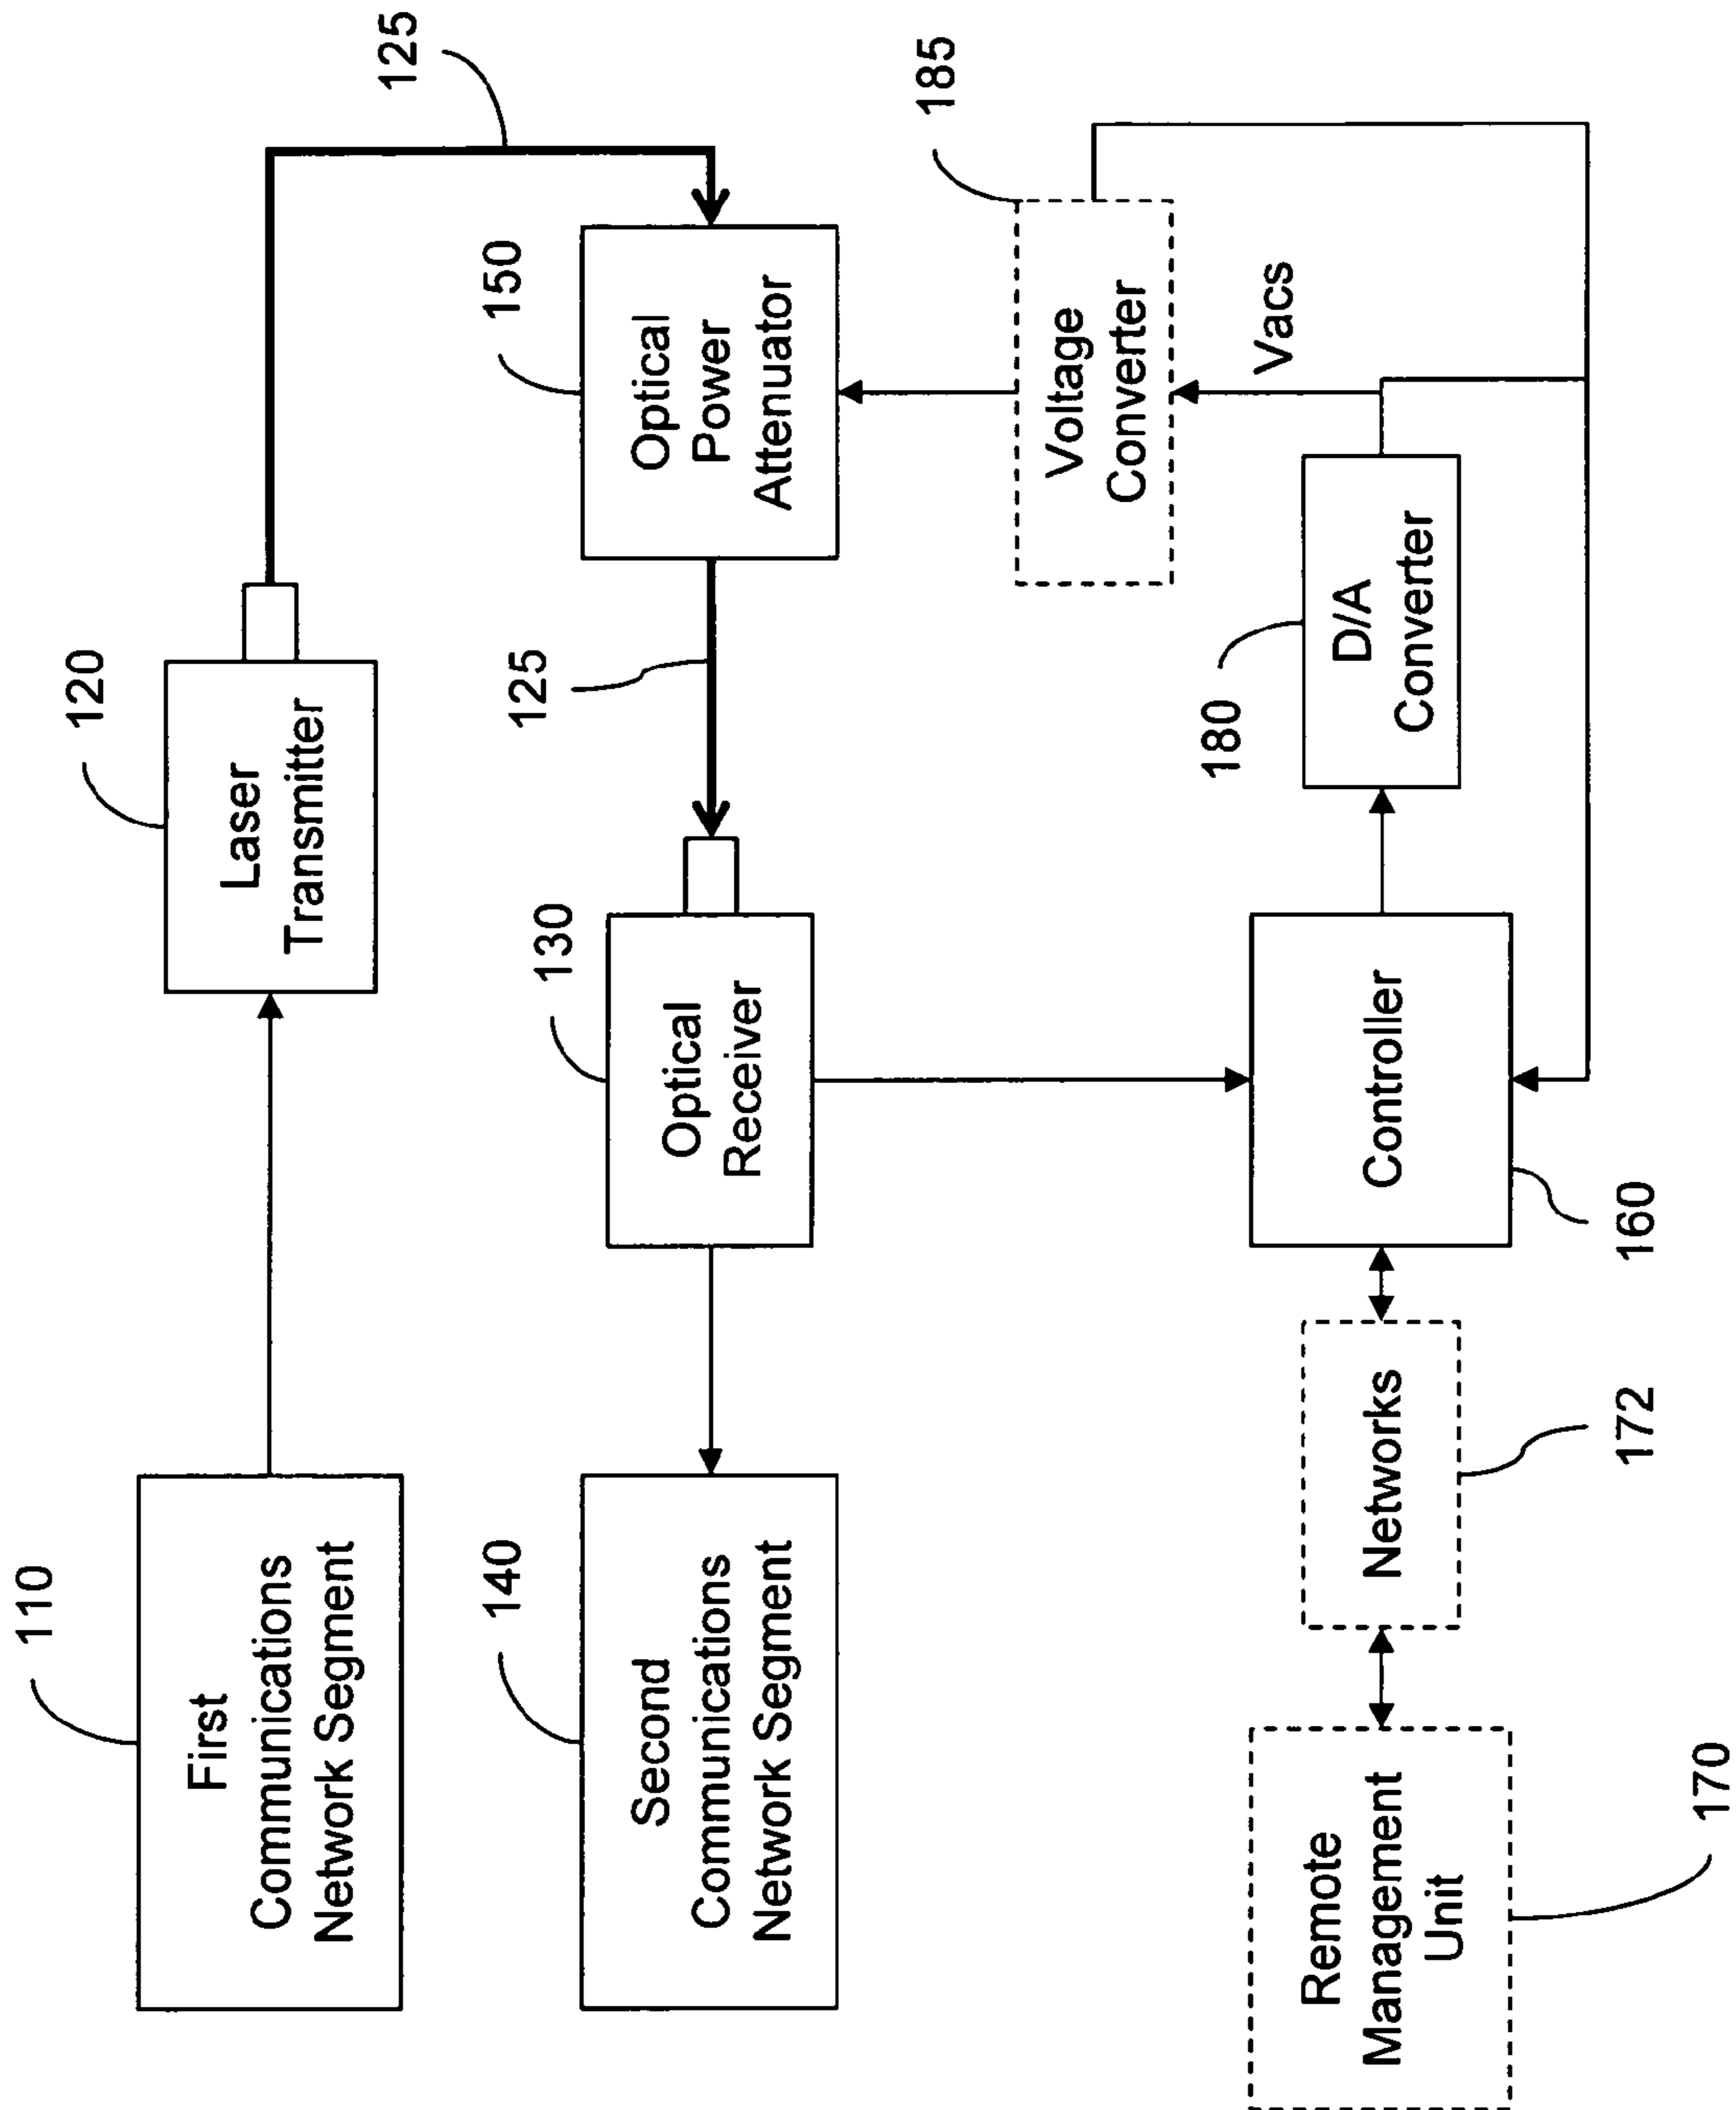 110
First
Communications
Network Segment
120
Laser
Transmitter
125
140
Second
Communications
Network Segment
130
Optical
Receiver
125
150
Optical
Power
Attenuator
185
Voltage
Converter
Vacs
180
D/A
Converter
Controller
160
Networks
172
Remote
Management
Unit
170